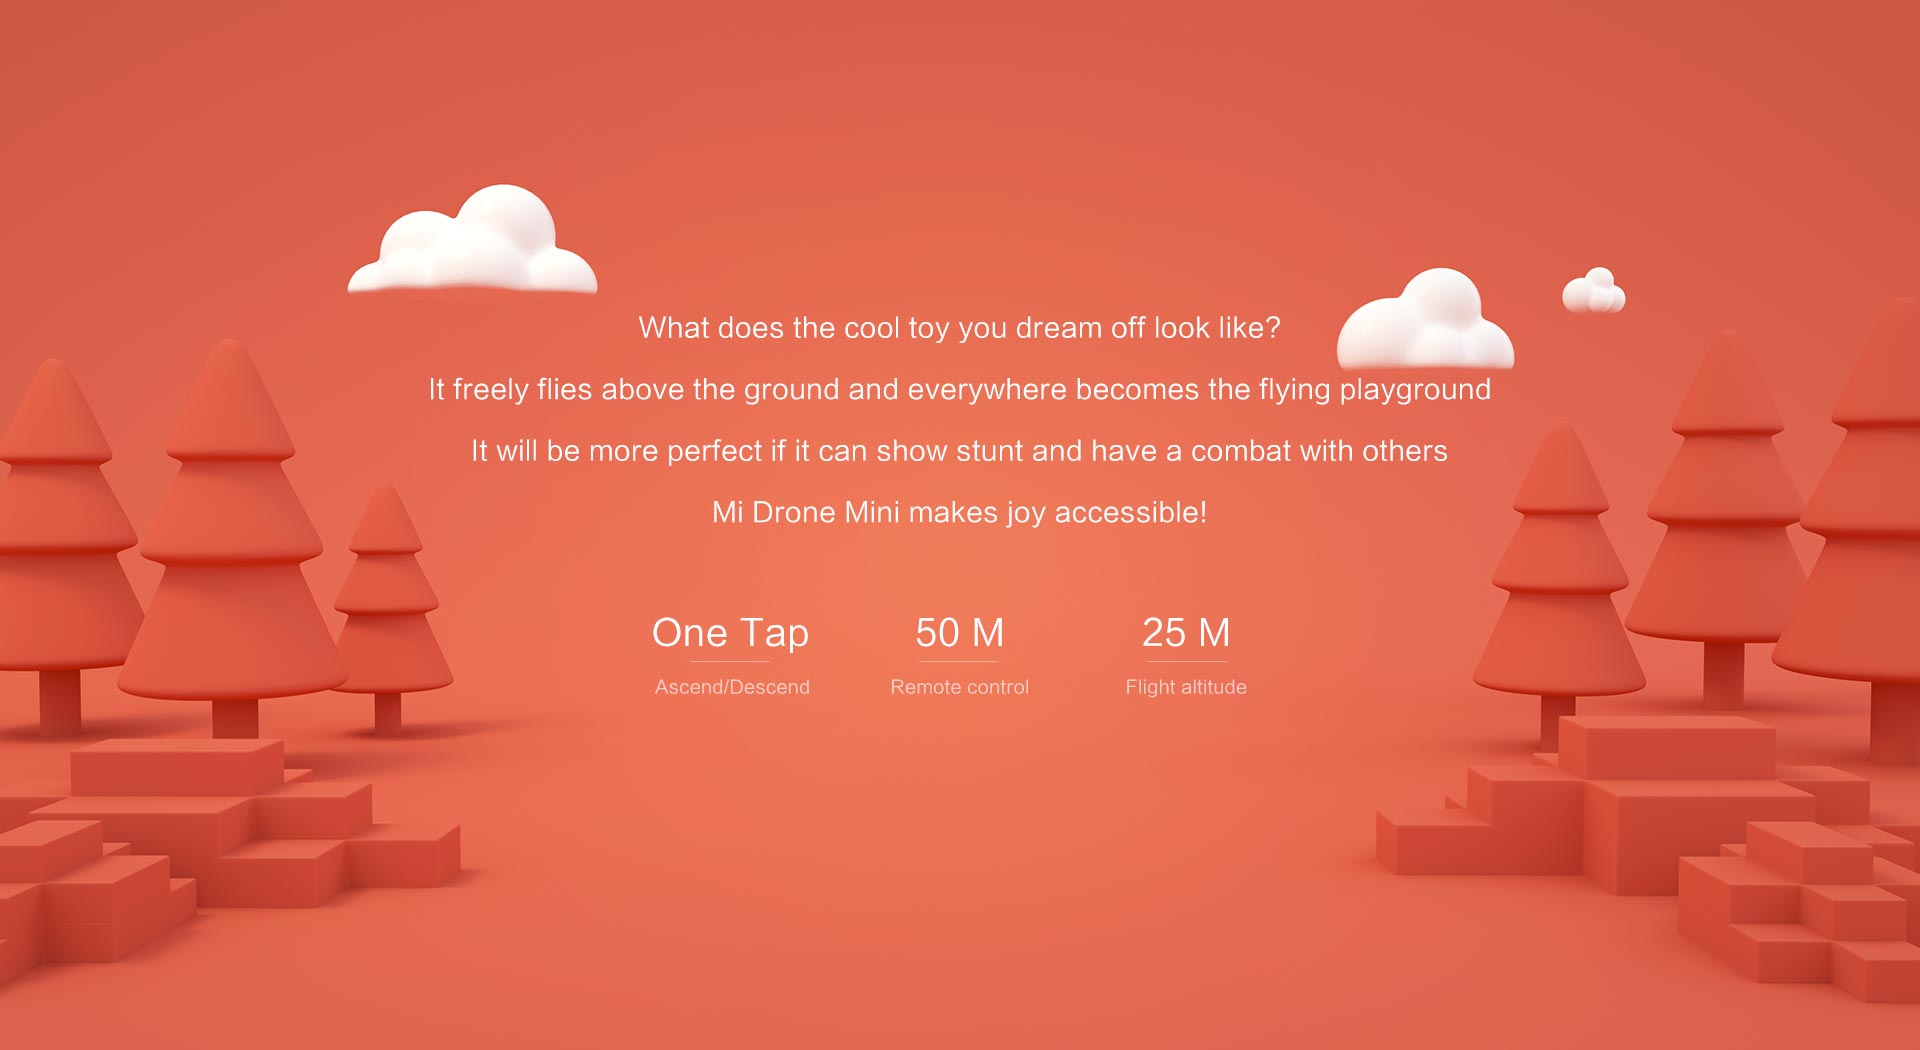 What does the cool toy you dream off look like?
It freely flies above the ground and everywhere becomes the flying playground
It will be more perfect if it can show stunt and have a combat with others
Mi Drone Mini makes joy accessible!
One Tap
Ascend/Descend
50 M
Remote control
25 M
Flight altitude